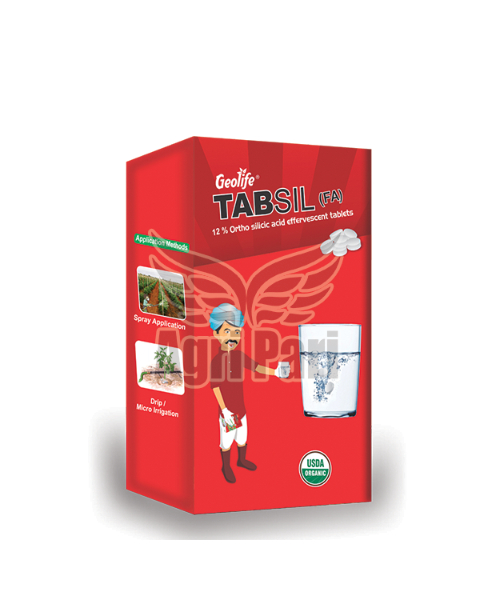 Geolife®
TABSIL (FA)
12 % Ortho silicic acid effervescent tablets
Application Methods
Spray Application
Drip /
Micro Irrigation
Agri Pari
USDA
ORGANIC